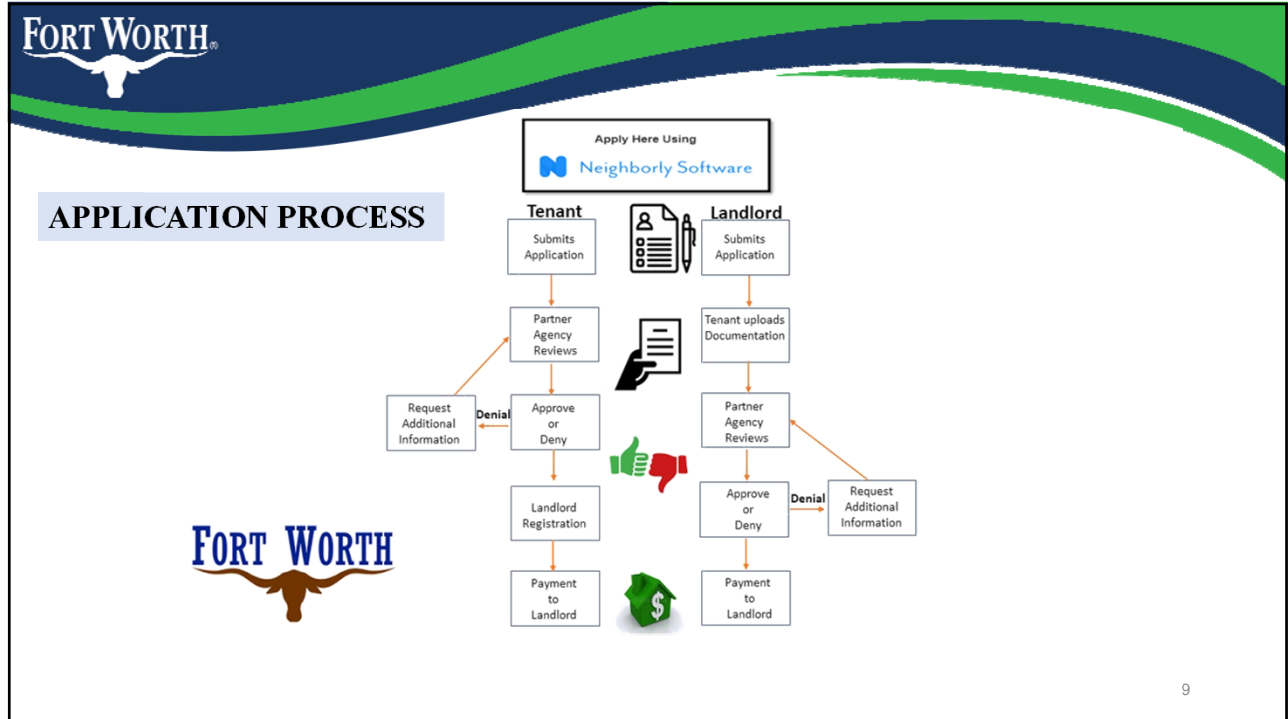 FORT WORTH®
Apply Here Using
N Neighborly Software
APPLICATION PROCESS
Tenant
Submits
Application
Partner
Agency
Reviews
Approve
or
Deny
Denial
Request
Additional
Information
Landlord
Registration
Payment
to
Landlord
Landlord
Submits
Application
Tenant uploads
Documentation
Partner
Agency
Reviews
Approve
or
Deny
Denial
Request
Additional
Information
Payment
to
Landlord
$
FORT WORTH
9